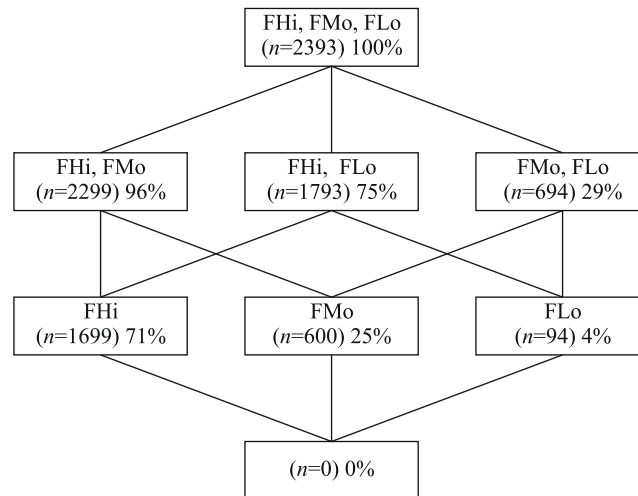 FHi, FMo, FLo
(n=2393) 100%
FHi, FMo
(n=2299) 96%
FHi, FLo
(n=1793) 75%
FMo, FLo
(n=694) 29%
FHi
(n=1699) 71%
FMo
(n=600) 25%
FLo
(n=94) 4%
(n=0) 0%